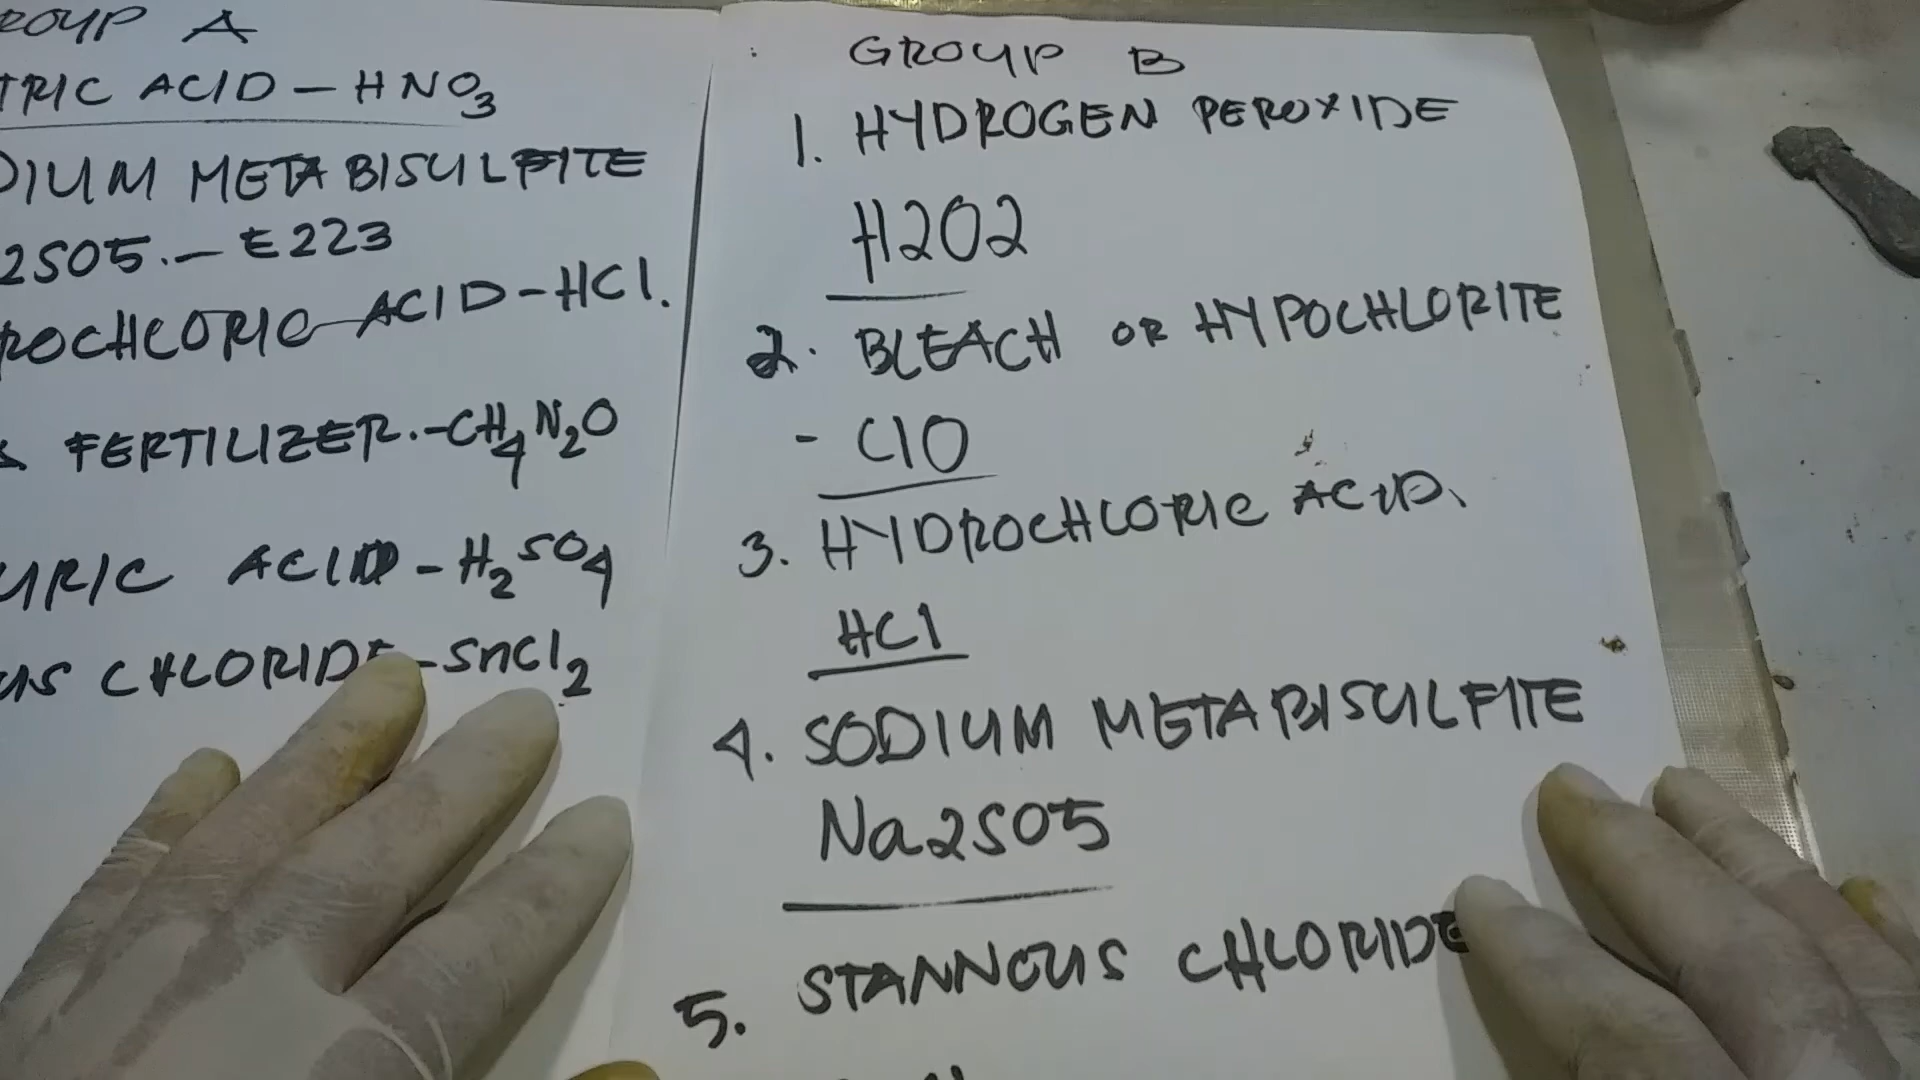 ROUP A
TRIC ACID - HNO3
DIUM METABISULFITE
2SO5.- E223
ROCHLORIC ACID-HCl.
& FERTILIZER.-CH4N2O
URIC ACID - H2SO4
US CHLORIDE-SnCl2
GROUP B
1. HYDROGEN PEROXIDE
H2O2
2. BLEACH OR HYPOCHLORITE
- ClO
3. HYDROCHLORIC ACID.
HCl
4. SODIUM METABISULFITE
Na2SO5
5. STANNOUS CHLORIDE